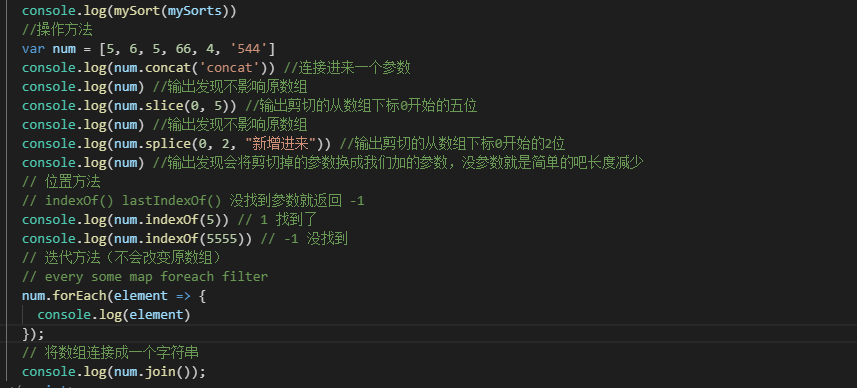 console.log(mySort(mySorts))
//操作方法
var num = [5, 6, 5, 66, 4, '544']
console.log(num.concat('concat')) //连接进来一个参数
console.log(num) //输出发现不影响原数组
console.log(num.slice(0, 5)) //输出剪切的从数组下标0开始的五位
console.log(num) //输出发现不影响原数组
console.log(num.splice(0, 2, "新增进来")) //输出剪切的从数组下标0开始的2位
console.log(num) //输出发现会将剪切掉的参数换成我们加的参数，没参数就是简单的吧长度减少
// 位置方法
// indexOf() lastIndexOf() 没找到参数就返回 -1
console.log(num.indexOf(5)) // 1 找到了
console.log(num.indexOf(5555)) // -1 没找到
// 迭代方法（不会改变原数组）
// every some map foreach filter
num.forEach(element => {
console.log(element)
});
// 将数组连接成一个字符串
console.log(num.join());